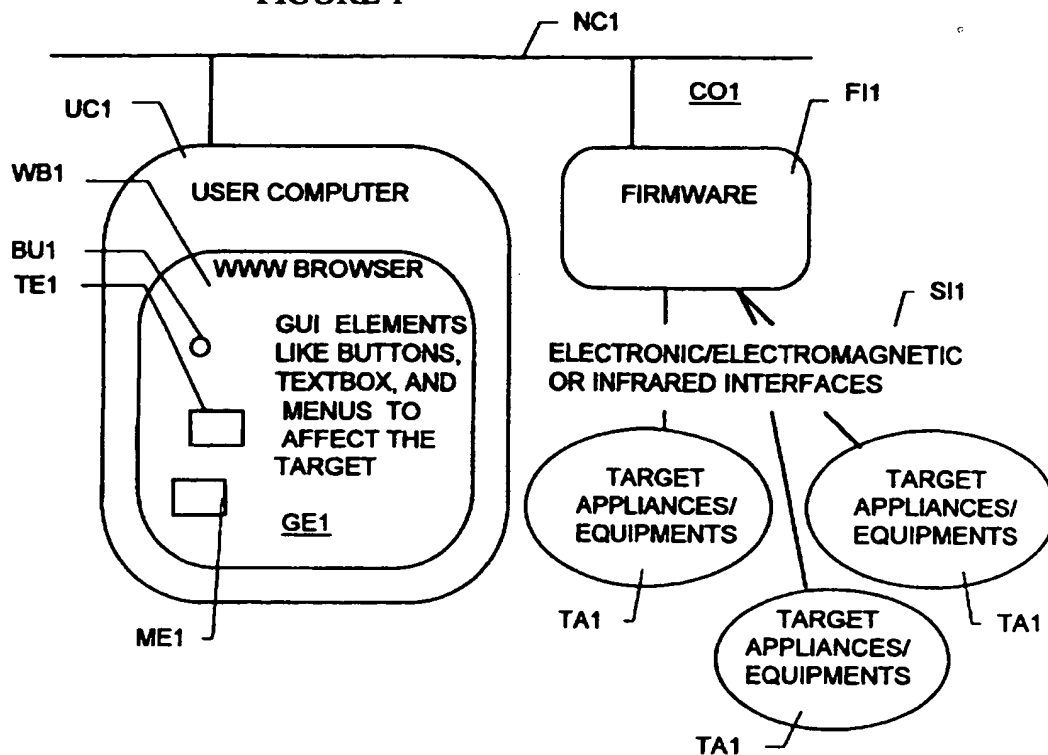 NC1
CO1
FI1
UC1
WB1
USER COMPUTER
FIRMWARE
BU1
WWW BROWSER
TE1
SI1
GUI ELEMENTS
LIKE BUTTONS,
TEXTBOX, AND
MENUS TO
AFFECT THE
TARGET
ELECTRONIC/ELECTROMAGNETIC
OR INFRARED INTERFACES
GE1
ME1
TARGET
APPLIANCES/
EQUIPMENTS
TA1
TARGET
APPLIANCES/
EQUIPMENTS
TA1
TARGET
APPLIANCES/
EQUIPMENTS
TA1